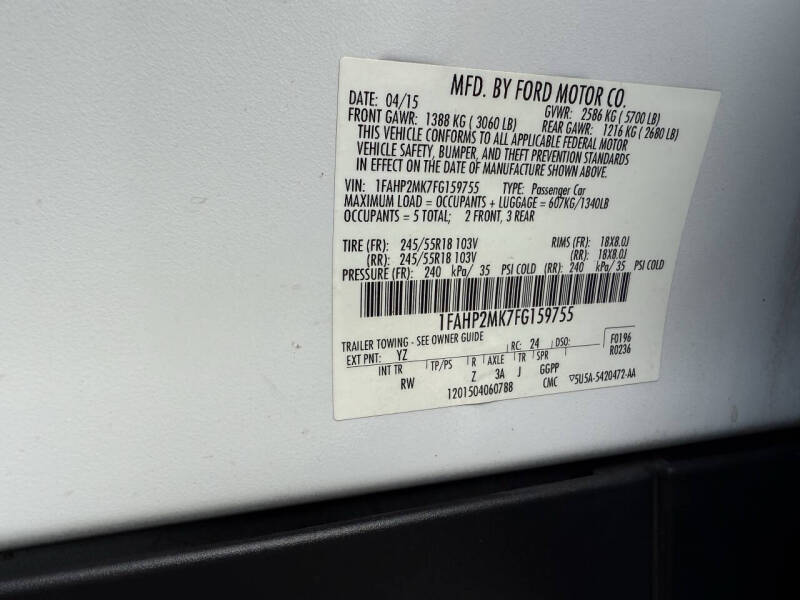 MFD. BY FORD MOTOR CO.
DATE: 04/15 GVWR: 2586 KG ( 5700 LB)
FRONT GAWR: 1388 KG ( 3060 LB) REAR GAWR: 1216 KG ( 2680 LB)
THIS VEHICLE CONFORMS TO ALL APPLICABLE FEDERAL MOTOR
VEHICLE SAFETY, BUMPER, AND THEFT PREVENTION STANDARDS
IN EFFECT ON THE DATE OF MANUFACTURE SHOWN ABOVE.
VIN: 1FAHP2MK7FG159755 TYPE: Passenger Car
MAXIMUM LOAD = OCCUPANTS + LUGGAGE = 607KG/1340LB
OCCUPANTS = 5 TOTAL; 2 FRONT, 3 REAR
TIRE (FR): 245/55R18 103V RIMS (FR): 18X8.0J
(RR): 245/55R18 103V (RR): 18X8.0J
PRESSURE (FR): 240 kPa/ 35 PSI COLD (RR): 240 kPa/ 35 PSI COLD
1FAHP2MK7FG159755
TRAILER TOWING - SEE OWNER GUIDE
EXT PNT: YZ RC: 24 DSO: F0196
R0236
INT TR TP/PS R AXLE TR SPR
RW Z 3A J GGPP
1201504060788 CMC ▽5U5A-5420472-AA